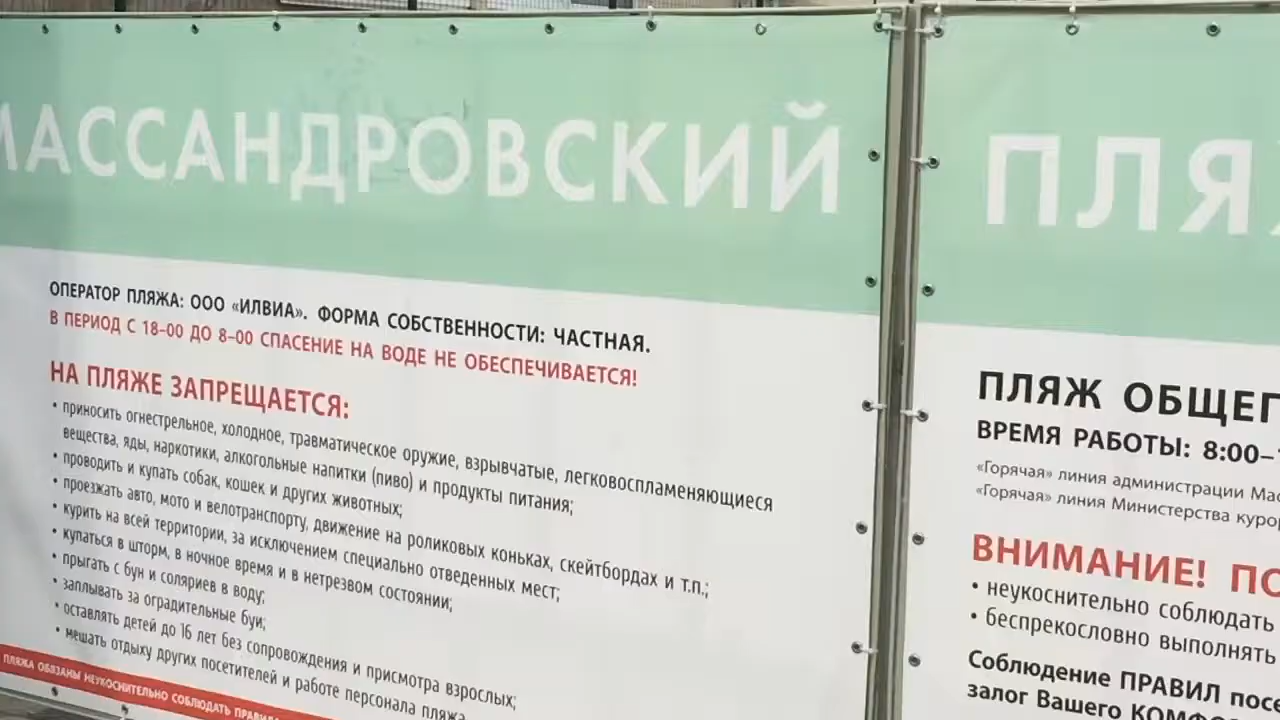 МАССАНДРОВСКИЙ
ОПЕРАТОР ПЛЯЖА: ООО «ИЛВИА». ФОРМА СОБСТВЕННОСТИ: ЧАСТНАЯ.
В ПЕРИОД С 18-00 ДО 8-00 СПАСЕНИЕ НА ВОДЕ НЕ ОБЕСПЕЧИВАЕТСЯ!
НА ПЛЯЖЕ ЗАПРЕЩАЕТСЯ:
• приносить огнестрельное, холодное, травматическое оружие, взрывчатые, легковоспламеняющиеся
вещества, яды, наркотики, алкогольные напитки (пиво) и продукты питания;
• проводить и купать собак, кошек и других животных;
• проезжать авто, мото и велотранспорту, движение на роликовых коньках, скейтбордах и т.п.;
• курить на всей территории, за исключением специально отведенных мест;
• купаться в шторм, в ночное время и в нетрезвом состоянии;
• прыгать с бун и соляриев в воду;
• заплывать за оградительные буи;
• оставлять детей до 16 лет без сопровождения и присмотра взрослых;
• мешать отдыху других посетителей и работе персонала пляжа
ПЛЯЖА ОБЯЗАНЫ НЕУКОСНИТЕЛЬНО СОБЛЮДАТЬ ПРАВИЛА
ПЛЯ
ПЛЯЖ ОБЩЕГ
ВРЕМЯ РАБОТЫ: 8:00–
«Горячая» линия администрации Мас
«Горячая» линия Министерства курор
ВНИМАНИЕ! ПО
• неукоснительно соблюдать
• беспрекословно выполнять
Соблюдение ПРАВИЛ посе
залог Вашего КОМФО